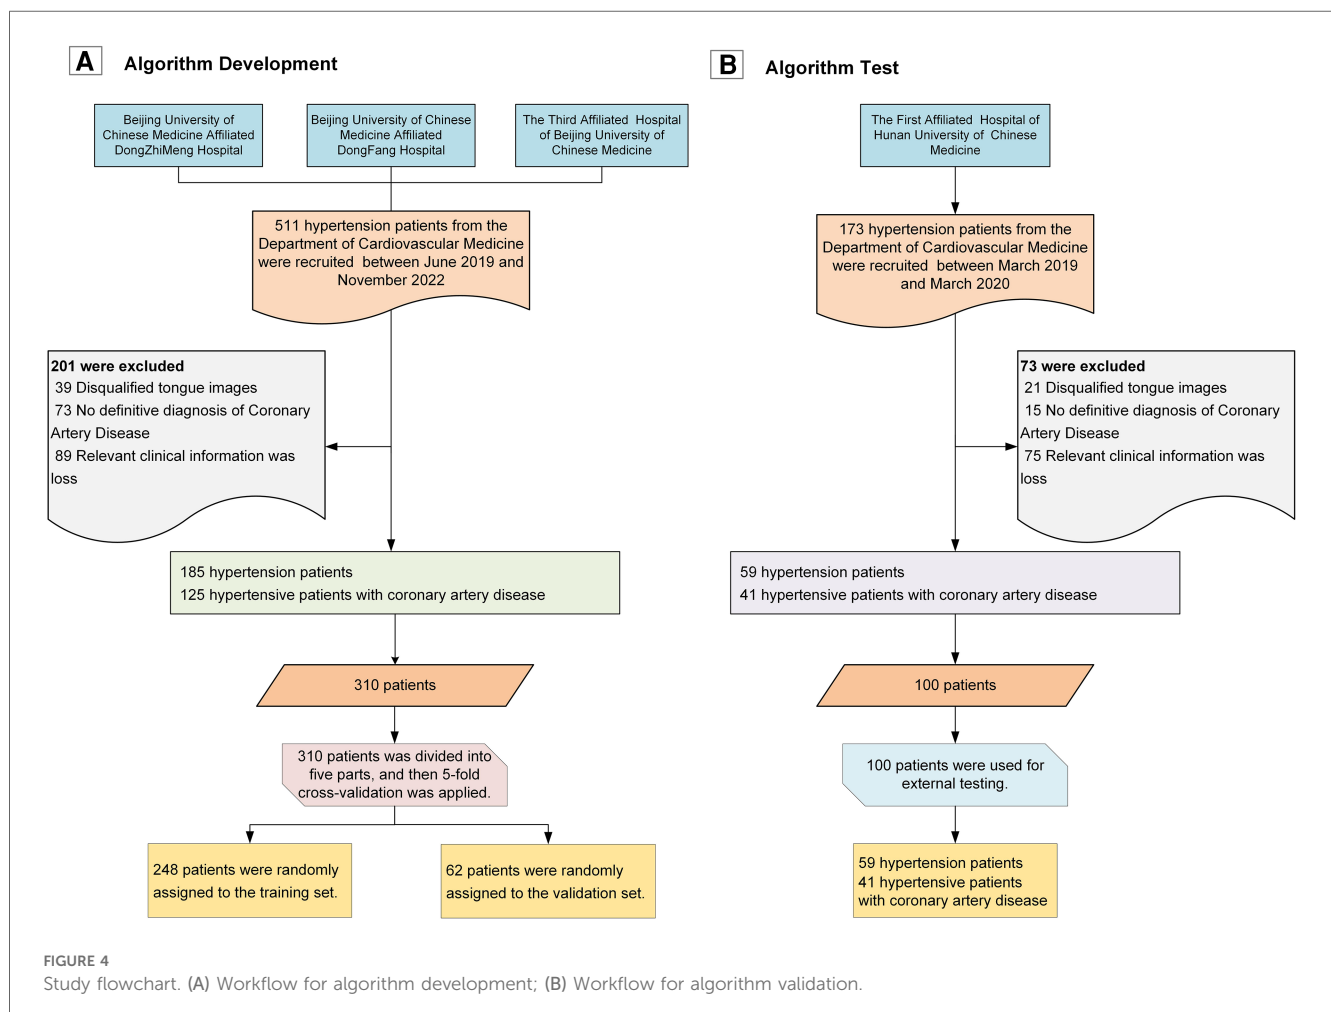 A Algorithm Development
Beijing University of
Chinese Medicine Affiliated
DongZhiMeng Hospital
Beijing University of Chinese
Medicine Affiliated
DongFang Hospital
The Third Affiliated Hospital
of Beijing University of
Chinese Medicine
511 hypertension patients from the
Department of Cardiovascular Medicine
were recruited between June 2019 and
November 2022
201 were excluded
39 Disqualified tongue images
73 No definitive diagnosis of Coronary
Artery Disease
89 Relevant clinical information was
loss
185 hypertension patients
125 hypertensive patients with coronary artery disease
310 patients
310 patients was divided into
five parts, and then 5-fold
cross-validation was applied.
248 patients were randomly
assigned to the training set.
62 patients were randomly
assigned to the validation set.
B Algorithm Test
The First Affiliated Hospital of
Hunan University of Chinese
Medicine
173 hypertension patients from the
Department of Cardiovascular Medicine
were recruited between March 2019
and March 2020
73 were excluded
21 Disqualified tongue images
15 No definitive diagnosis of Coronary
Artery Disease
75 Relevant clinical information was
loss
59 hypertension patients
41 hypertensive patients with coronary artery disease
100 patients
100 patients were used for
external testing.
59 hypertension patients
41 hypertensive patients
with coronary artery disease
FIGURE 4
Study flowchart. (A) Workflow for algorithm development; (B) Workflow for algorithm validation.